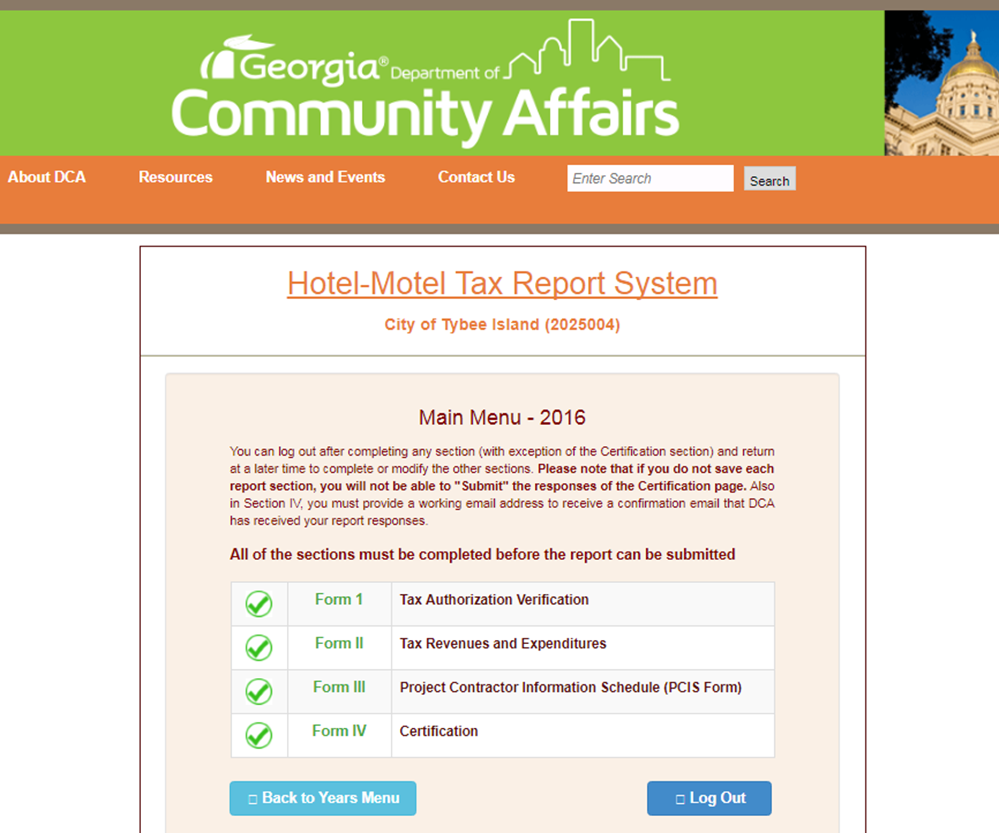 Georgia® Department of
Community Affairs
About DCA Resources News and Events Contact Us Enter Search Search
Hotel-Motel Tax Report System
City of Tybee Island (2025004)
Main Menu - 2016
You can log out after completing any section (with exception of the Certification section) and return
at a later time to complete or modify the other sections. Please note that if you do not save each
report section, you will not be able to "Submit" the responses of the Certification page. Also
in Section IV, you must provide a working email address to receive a confirmation email that DCA
has received your report responses.
All of the sections must be completed before the report can be submitted
Form 1 Tax Authorization Verification
Form II Tax Revenues and Expenditures
Form III Project Contractor Information Schedule (PCIS Form)
Form IV Certification
Back to Years Menu Log Out